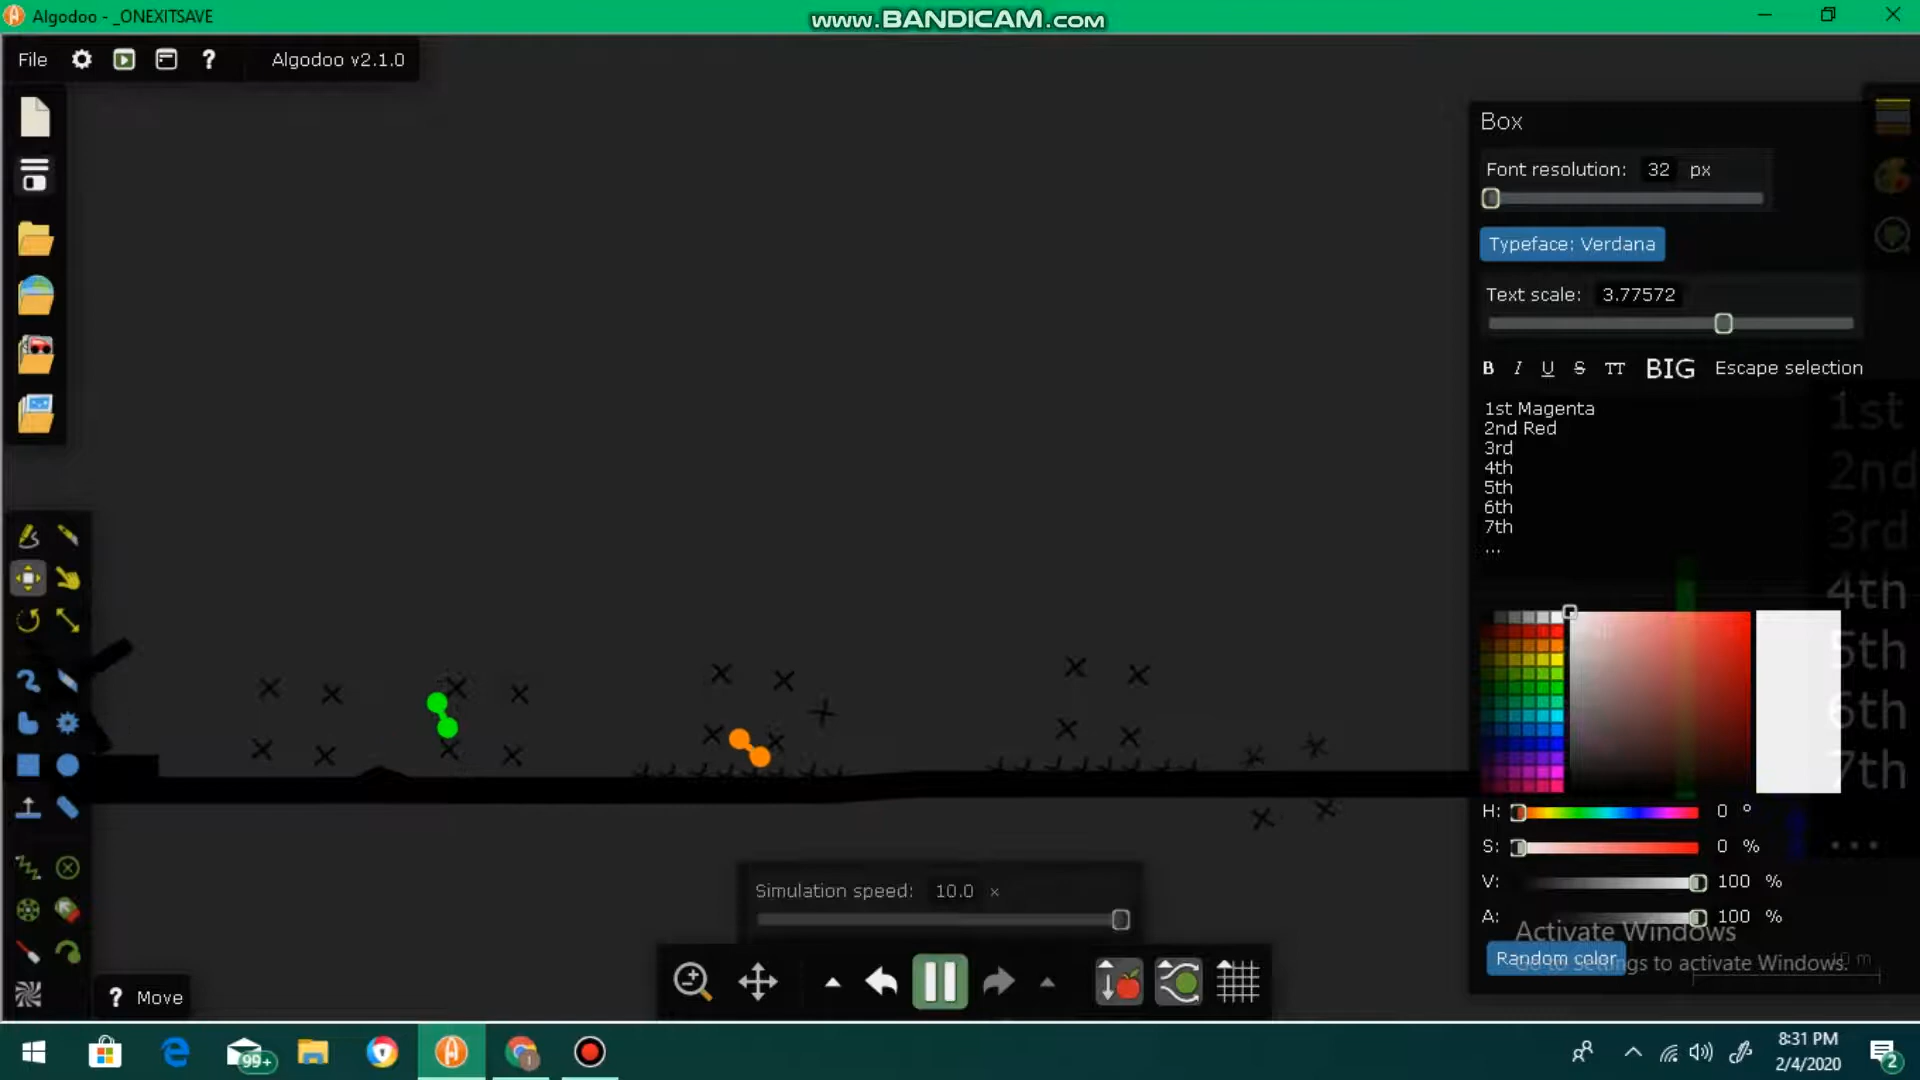 Algodoo - _ONEXITSAVE
www.BANDICAM.com
File ? Algodoo v2.1.0
Box
Font resolution: 32 px
Typeface: Verdana
Text scale: 3.77572
B I U S TT BIG Escape selection
1st Magenta
2nd Red
3rd
4th
5th
6th
7th
...
1st
2nd
3rd
4th
5th
6th
7th
...
H: 0 °
S: 0 %
V: 100 %
A: 100 %
Random color
Activate Windows
Go to Settings to activate Windows.
Simulation speed: 10.0 x
? Move
99+
8:31 PM
2/4/2020
2